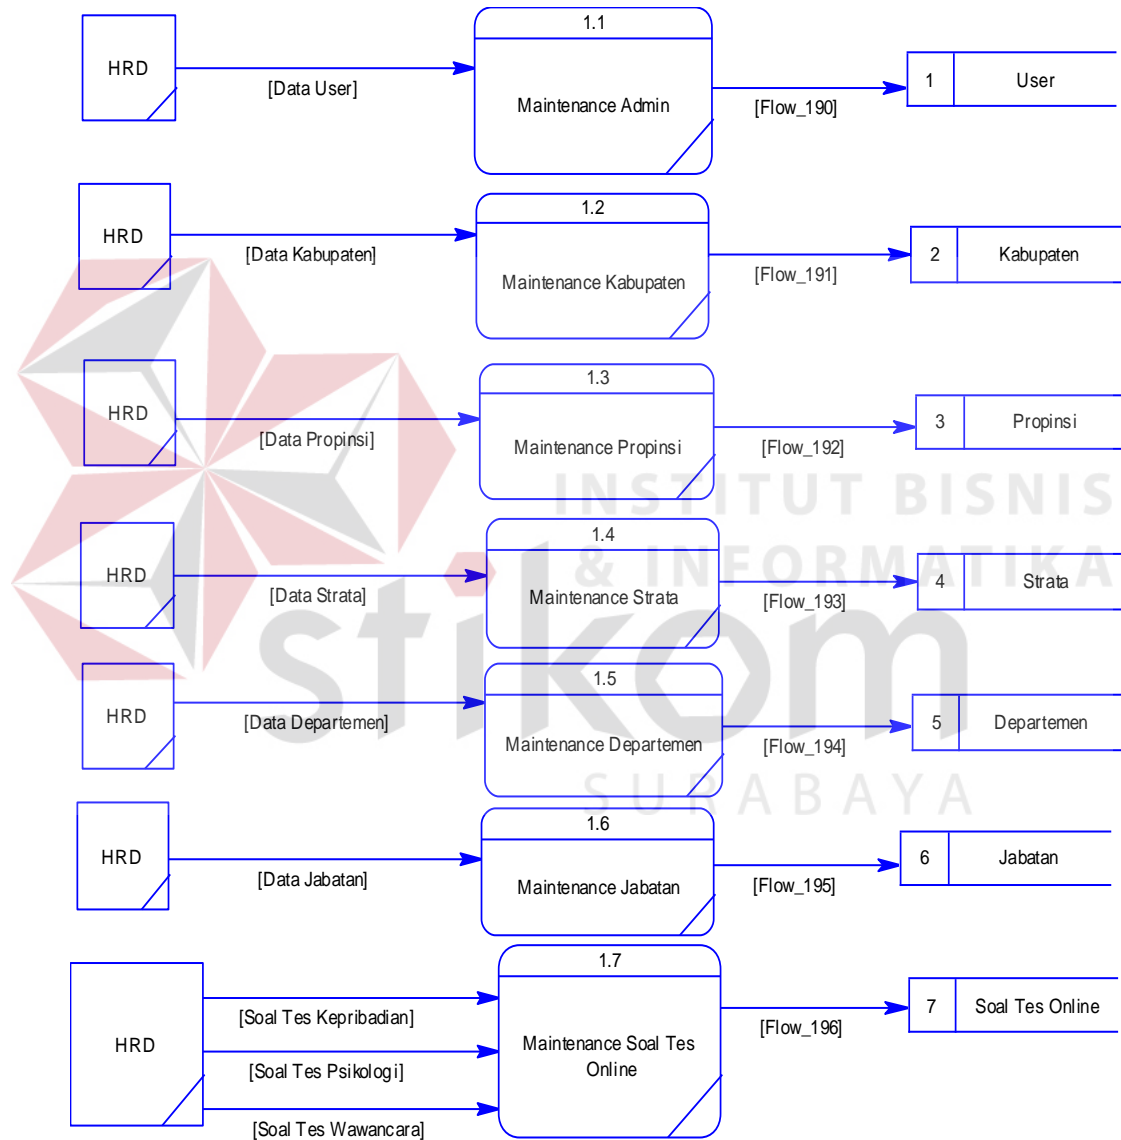 1.1
HRD
[Data User]
Maintenance Admin
[Flow_190]
1
User
1.2
HRD
[Data Kabupaten]
Maintenance Kabupaten
[Flow_191]
2
Kabupaten
1.3
HRD
[Data Propinsi]
Maintenance Propinsi
[Flow_192]
3
Propinsi
INSTITUT BISNIS
& INFORMATIKA
stikom
SURABAYA
1.4
HRD
[Data Strata]
Maintenance Strata
[Flow_193]
4
Strata
1.5
HRD
[Data Departemen]
Maintenance Departemen
[Flow_194]
5
Departemen
1.6
HRD
[Data Jabatan]
Maintenance Jabatan
[Flow_195]
6
Jabatan
1.7
HRD
[Soal Tes Kepribadian]
[Soal Tes Psikologi]
[Soal Tes Wawancara]
Maintenance Soal Tes
Online
[Flow_196]
7
Soal Tes Online